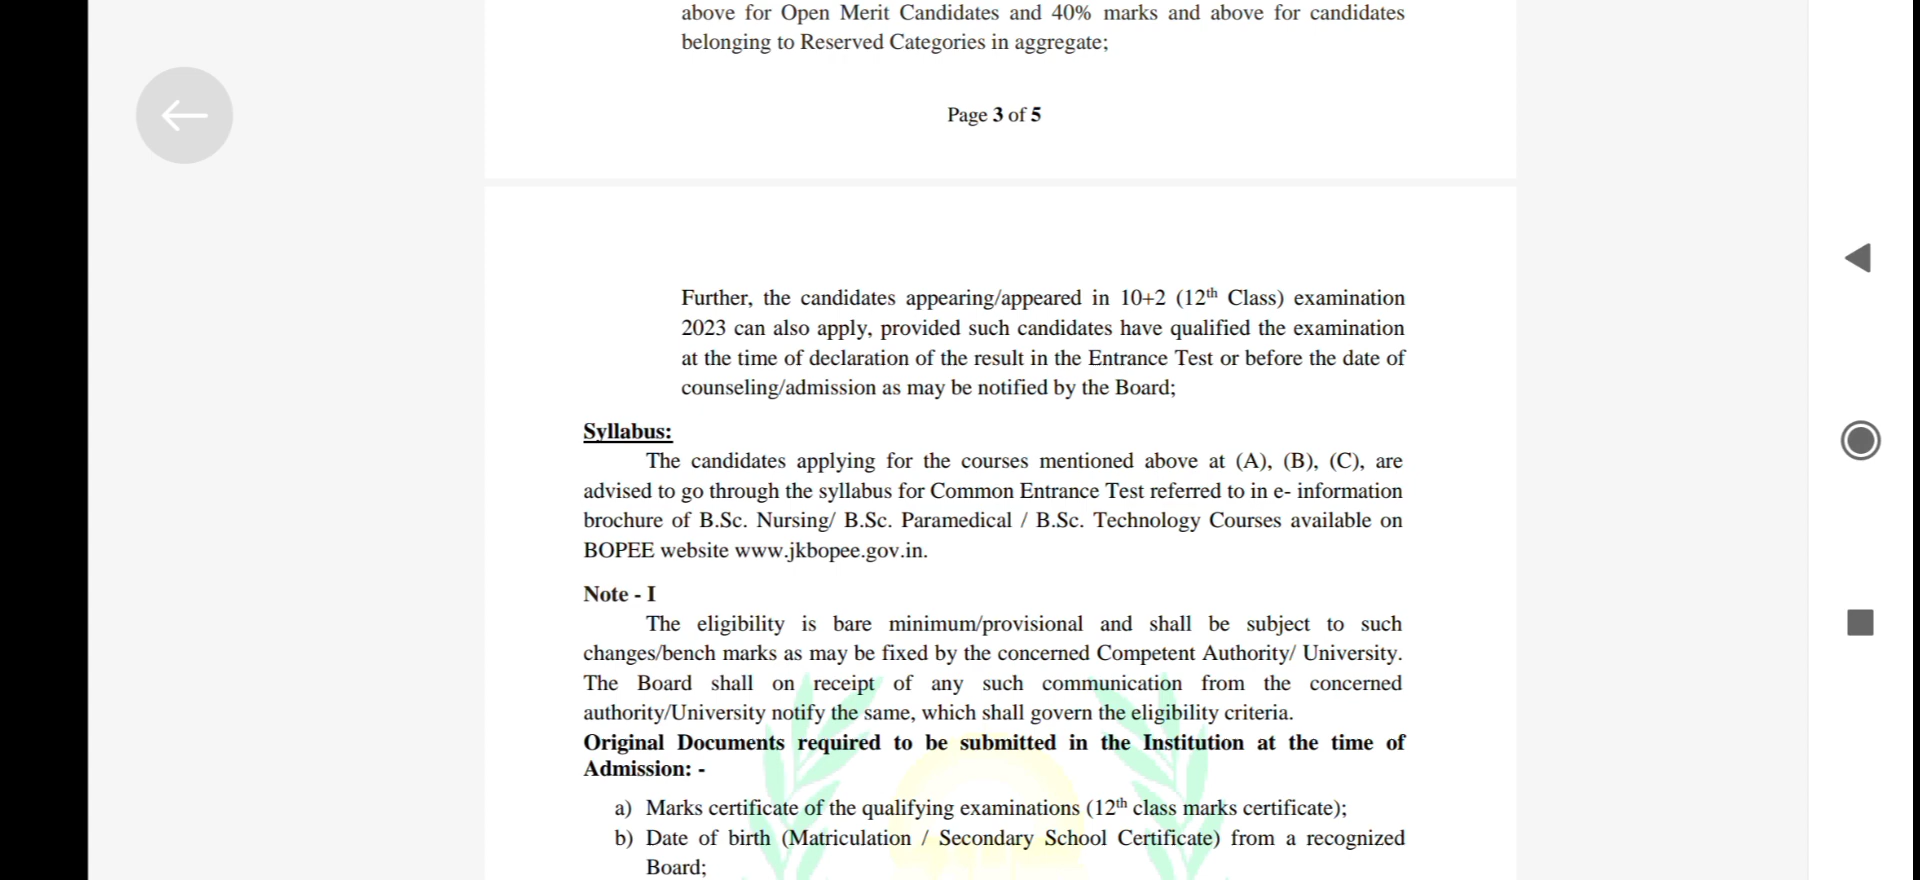 above for Open Merit Candidates and 40% marks and above for candidates
belonging to Reserved Categories in aggregate;
Page 3 of 5
Further, the candidates appearing/appeared in 10+2 (12th Class) examination
2023 can also apply, provided such candidates have qualified the examination
at the time of declaration of the result in the Entrance Test or before the date of
counseling/admission as may be notified by the Board;
Syllabus:
The candidates applying for the courses mentioned above at (A), (B), (C), are
advised to go through the syllabus for Common Entrance Test referred to in e- information
brochure of B.Sc. Nursing/ B.Sc. Paramedical / B.Sc. Technology Courses available on
BOPEE website www.jkbopee.gov.in.
Note - I
The eligibility is bare minimum/provisional and shall be subject to such
changes/bench marks as may be fixed by the concerned Competent Authority/ University.
The Board shall on receipt of any such communication from the concerned
authority/University notify the same, which shall govern the eligibility criteria.
Original Documents required to be submitted in the Institution at the time of
Admission: -
a) Marks certificate of the qualifying examinations (12th class marks certificate);
b) Date of birth (Matriculation / Secondary School Certificate) from a recognized
Board;